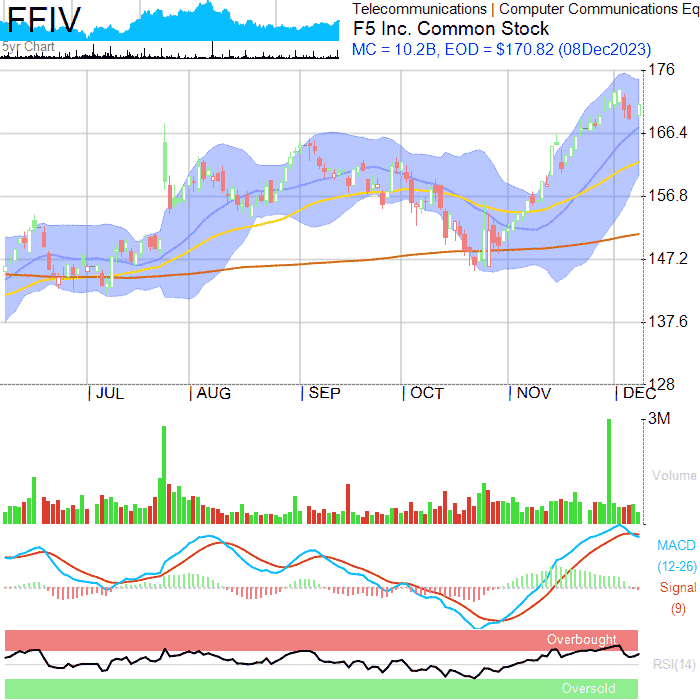 FFIV
5yr Chart
Telecommunications | Computer Communications Eq
F5 Inc. Common Stock
MC = 10.2B, EOD = $170.82 (08Dec2023)
176
166.4
156.8
147.2
137.6
128
JUL AUG SEP OCT NOV DEC
3M
Volume
MACD
(12-26)
Signal
(9)
Overbought
RSI(14)
Oversold